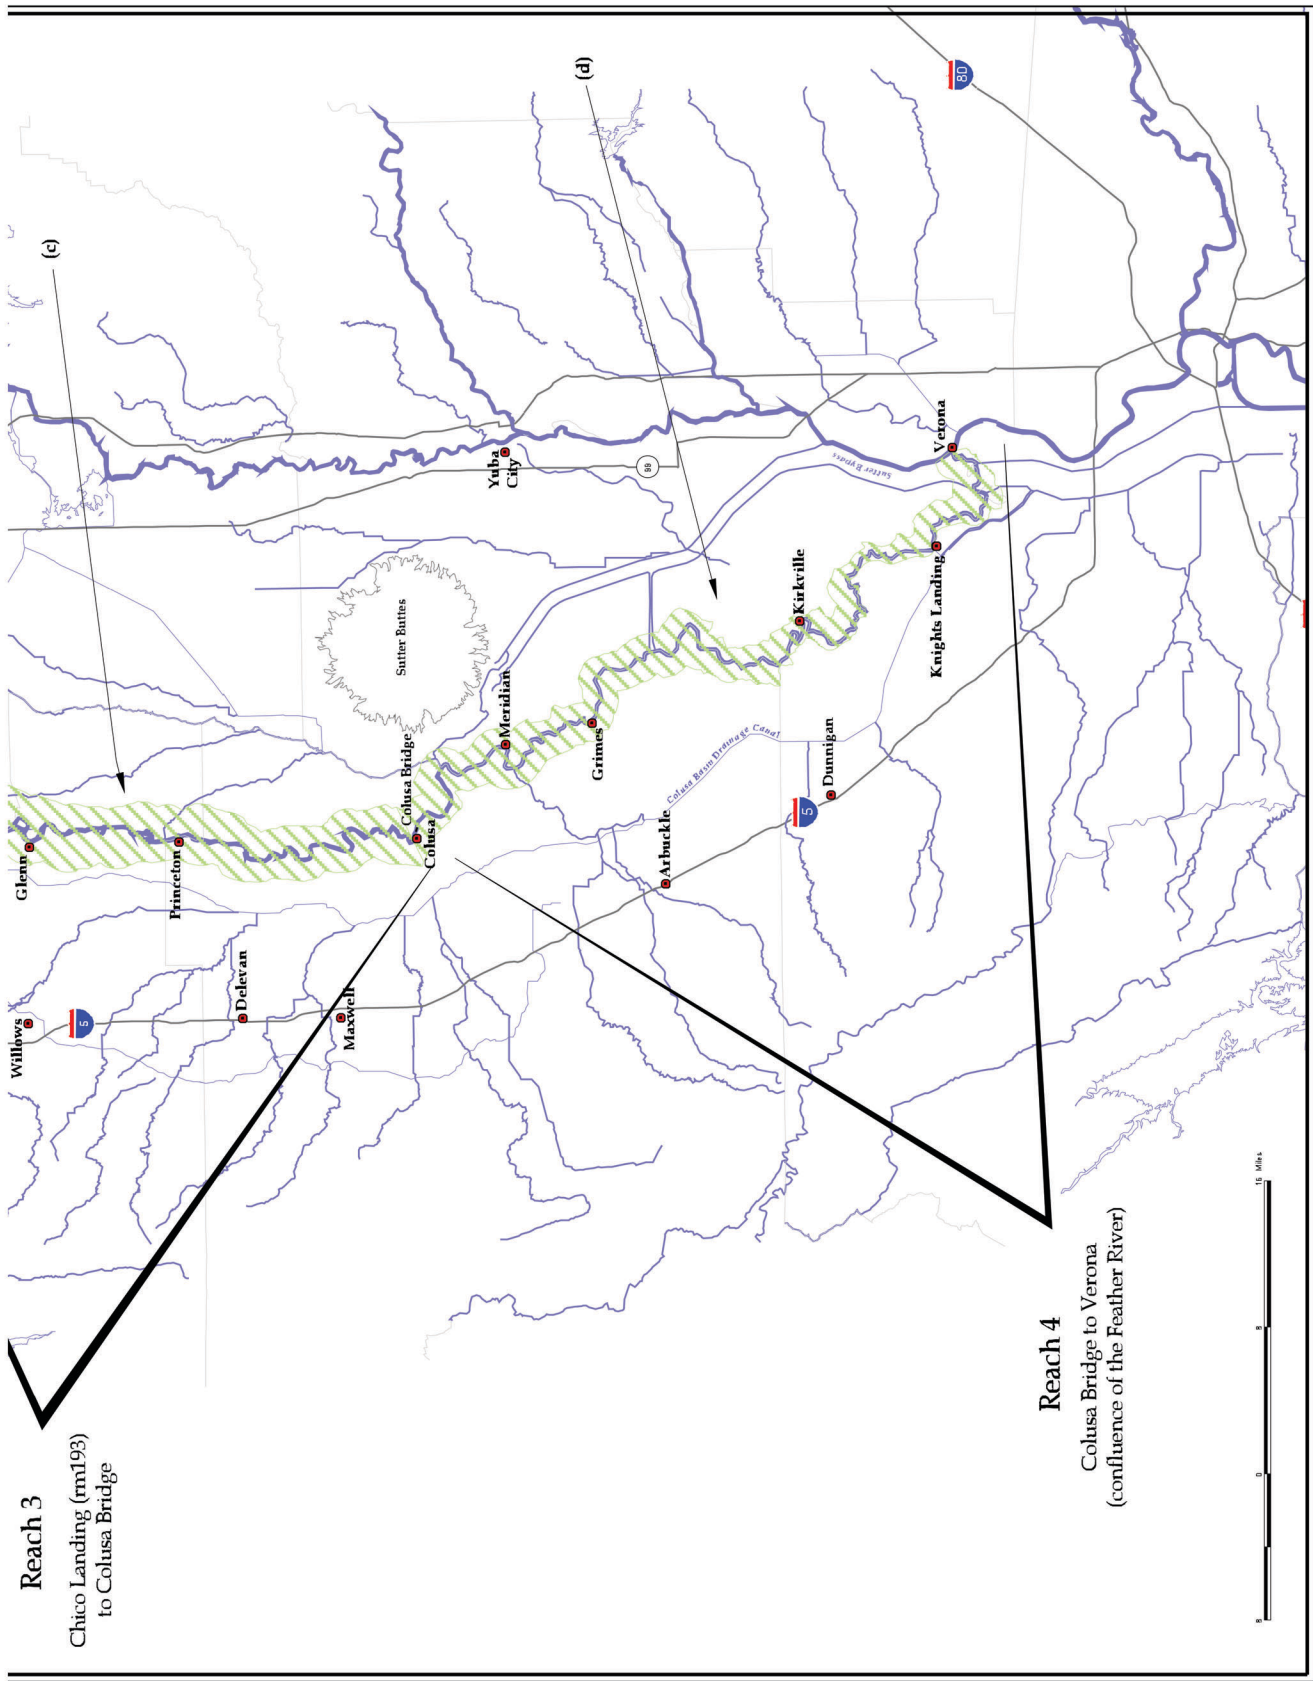 Reach 3
Chico Landing (rm193)
to Colusa Bridge
Reach 4
Colusa Bridge to Verona
(confluence of the Feather River)
(c)
(d)
Willows
5
Glenn
Princeton
Delevan
Maxwell
Colusa Bridge
Colusa
Sutter Buttes
Meridian
Grimes
Yuba
City
99
Arbuckle
Colusa Basin Drainage Canal
5
Dunnigan
Kirkville
Knights Landing
Sutter Bypass
Verona
80
8
0
8
16 Miles